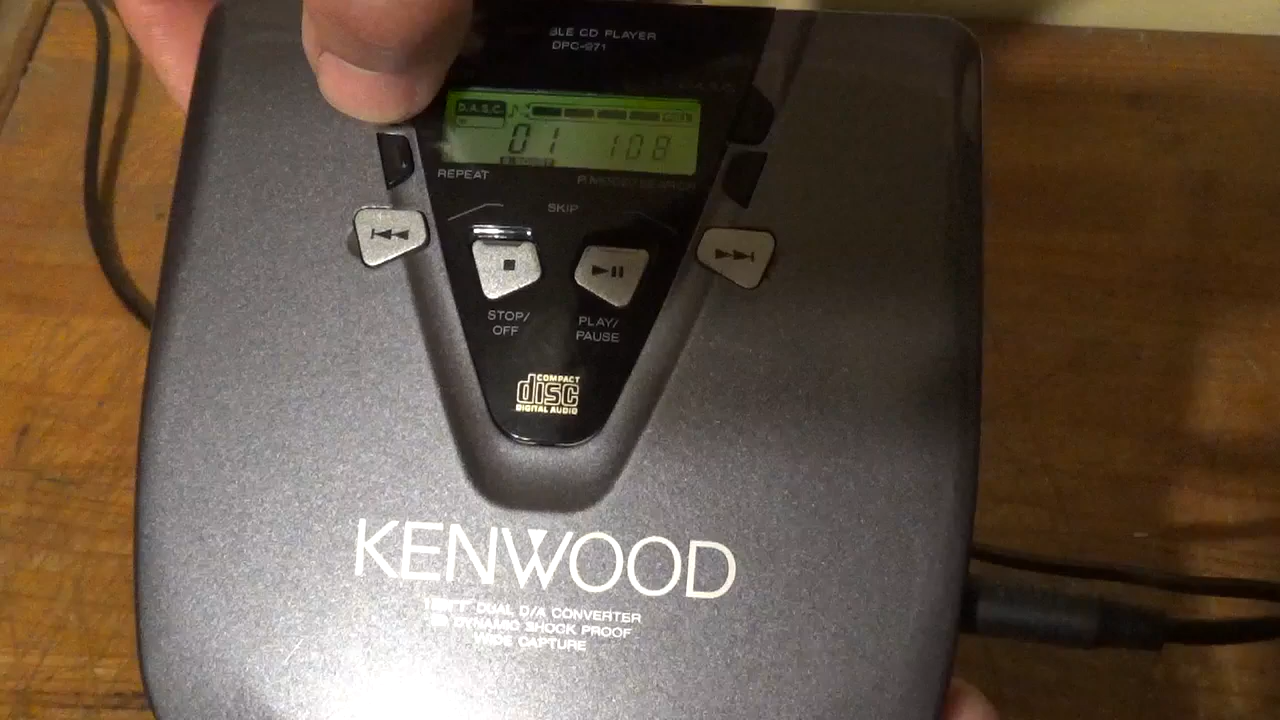 BLE CD PLAYER
DPC-971
D.A.S.C.
01 108
REPEAT
SKIP
STOP/
OFF
PLAY/
PAUSE
COMPACT
disc
DIGITAL AUDIO
KENWOOD
DUAL D/A CONVERTER
DYNAMIC SHOCK PROOF
WIDE CAPTURE